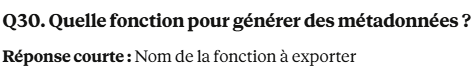 Q30. Quelle fonction pour générer des métadonnées ?
Réponse courte : Nom de la fonction à exporter